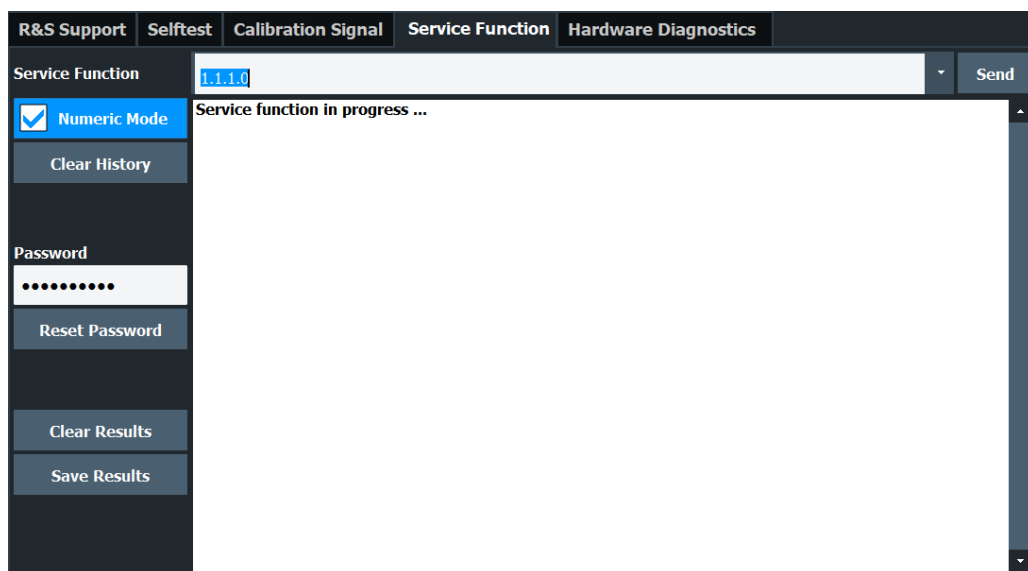 R&S Support Selftest Calibration Signal Service Function Hardware Diagnostics
Service Function 1.1.1.0 Send
Numeric Mode
Service function in progress ...
Clear History
Password
••••••••••
Reset Password
Clear Results
Save Results